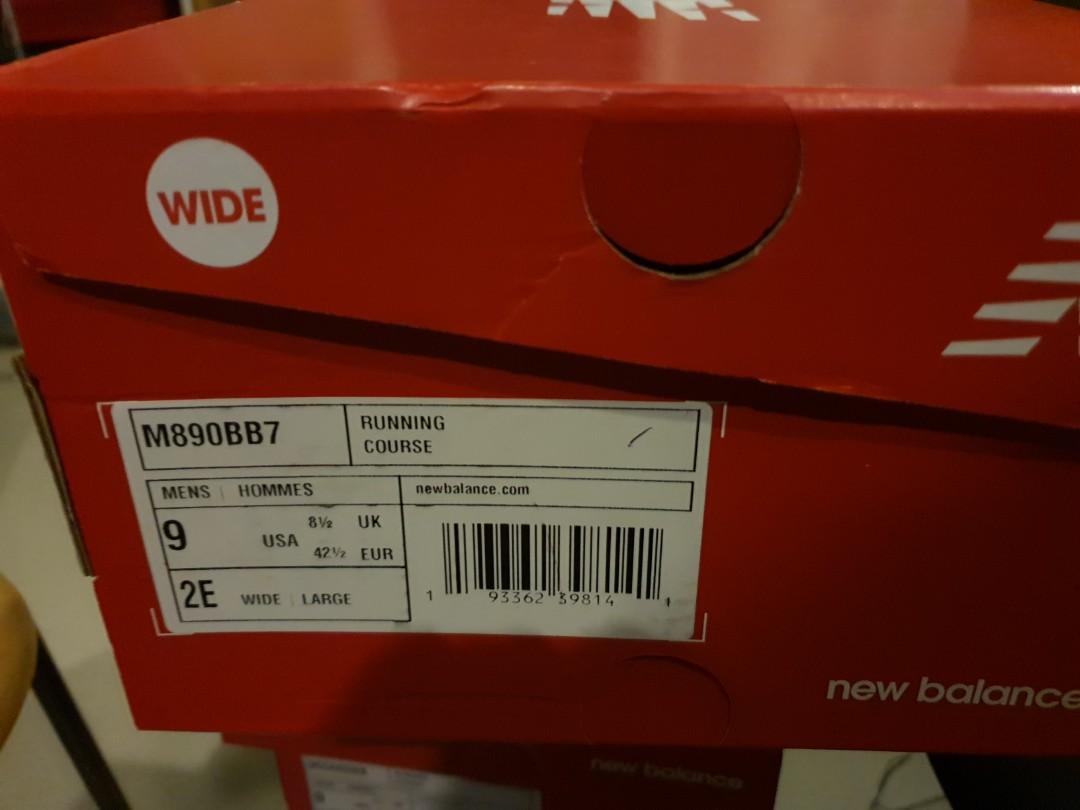 WIDE
M890BB7
RUNNING
COURSE
MENS | HOMMES
newbalance.com
9 USA 8½ UK
42½ EUR
2E WIDE | LARGE
1 93362 39814 1
new balance
new balance